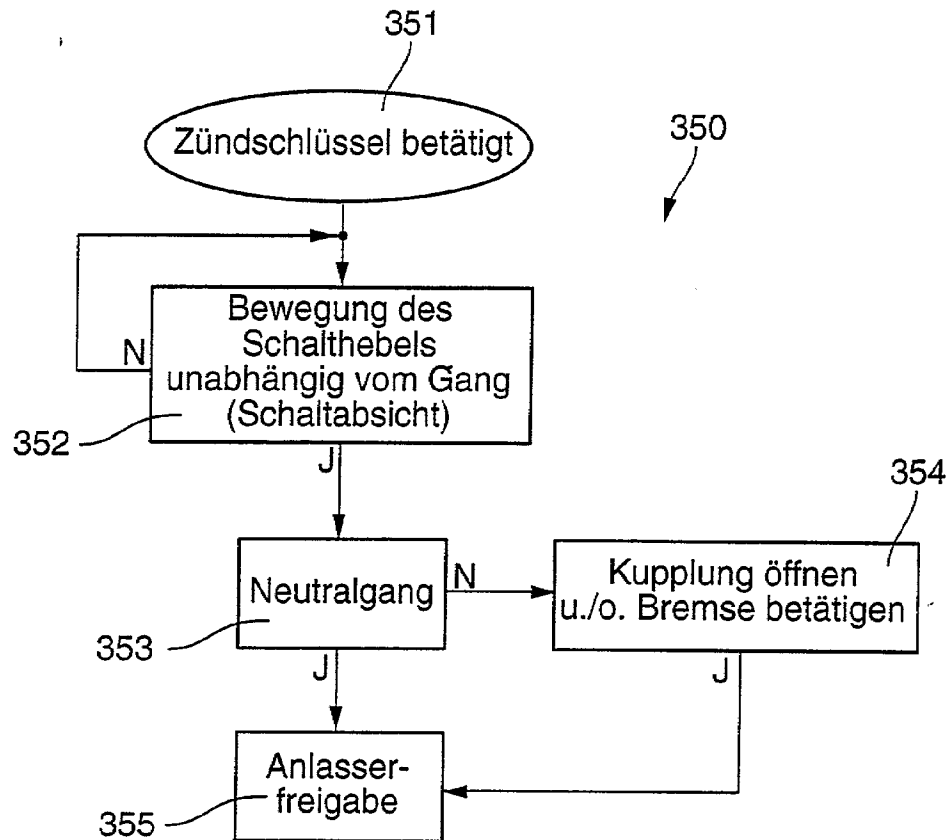 351
Zündschlüssel betätigt
350
Bewegung des
Schalthebels
unabhängig vom Gang
(Schaltabsicht)
N
352
J
354
Neutralgang
N
Kupplung öffnen
u./o. Bremse betätigen
353
J
J
Anlasser-
freigabe
355